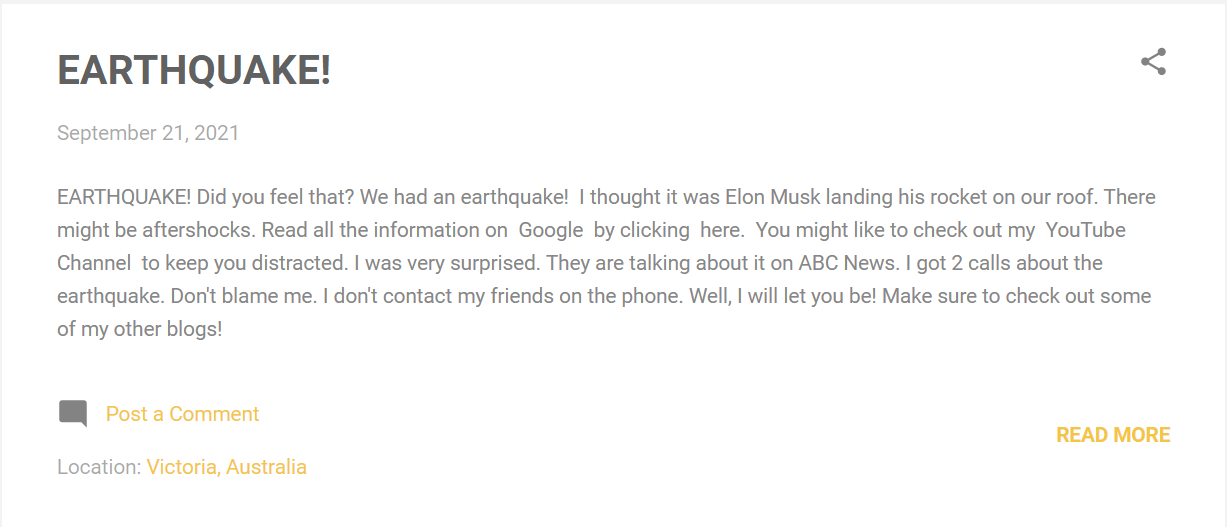 EARTHQUAKE!
September 21, 2021
EARTHQUAKE! Did you feel that? We had an earthquake!  I thought it was Elon Musk landing his rocket on our roof. There
might be aftershocks. Read all the information on  Google  by clicking  here.  You might like to check out my  YouTube
Channel  to keep you distracted. I was very surprised. They are talking about it on ABC News. I got 2 calls about the
earthquake. Don't blame me. I don't contact my friends on the phone. Well, I will let you be! Make sure to check out some
of my other blogs!
Post a Comment
READ MORE
Location: Victoria, Australia